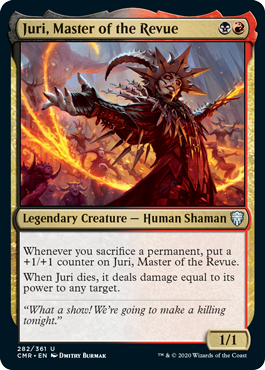 Juri, Master of the Revue
Legendary Creature — Human Shaman
Whenever you sacrifice a permanent, put a
+1/+1 counter on Juri, Master of the Revue.
When Juri dies, it deals damage equal to its
power to any target.
“What a show! We’re going to make a killing
tonight.”
1/1
282/361 U
CMR • EN DMITRY BURMAK
™ & © 2020 Wizards of the Coast